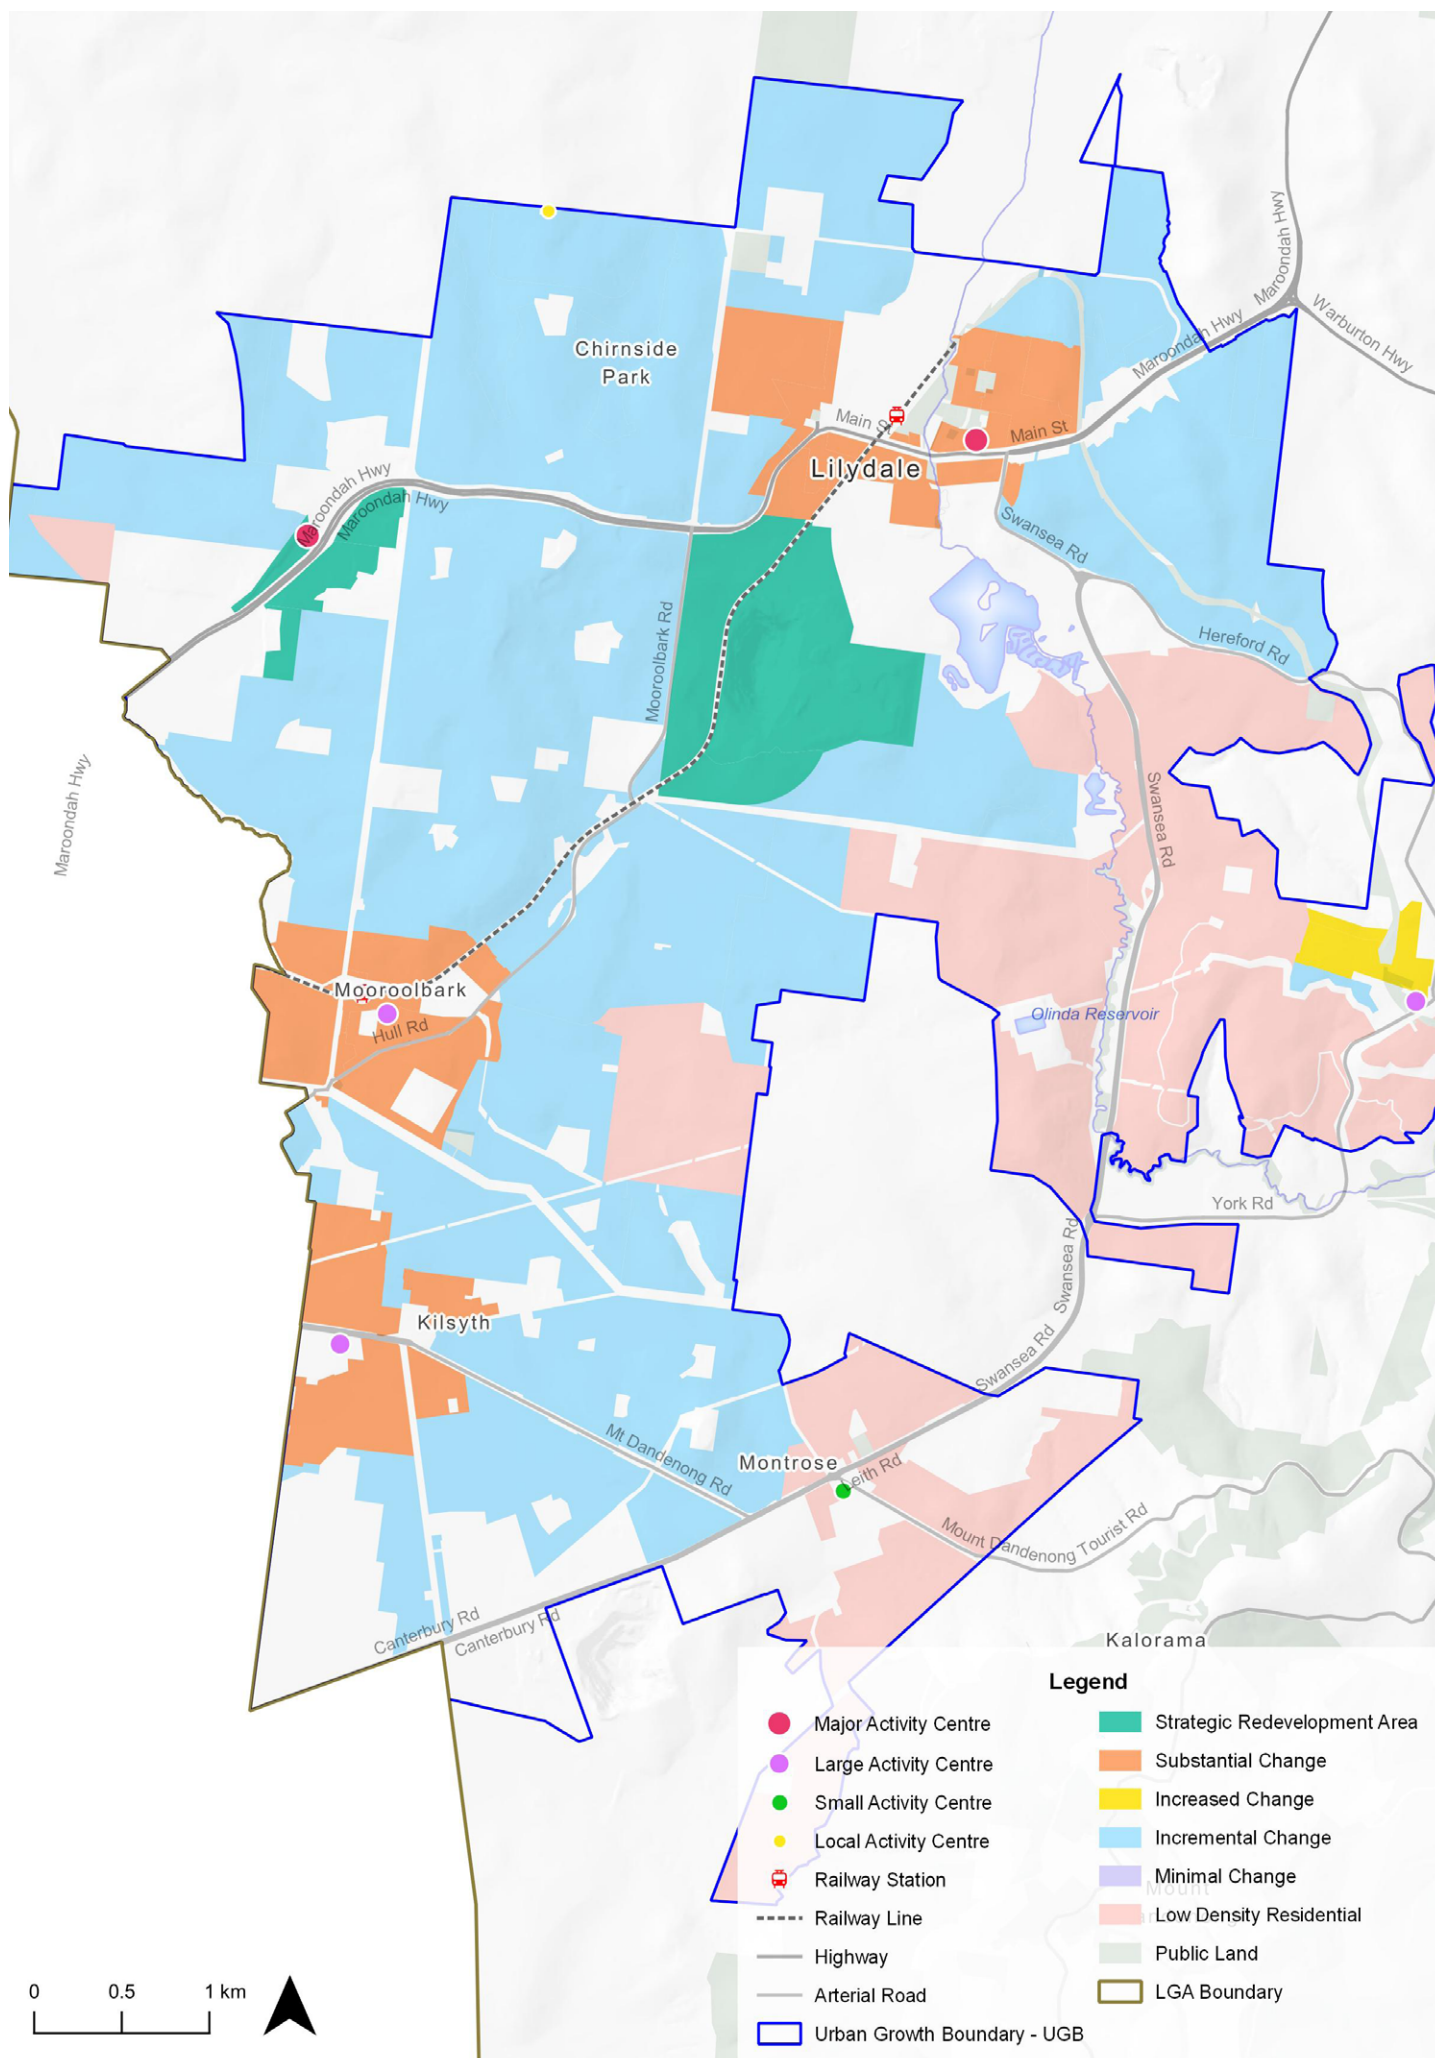 Maroondah Hwy
Warburton Hwy
Maroondah Hwy
Chirnside
Park
Main St
Main St
Lilydale
Maroondah Hwy
Maroondah Hwy
Swansea Rd
Hereford Rd
Mooroolbark Rd
Maroondah Hwy
Swansea Rd
Mooroolbark
Hull Rd
Olinda Reservoir
York Rd
Swansea Rd
Kilsyth
Swansea Rd
Mt Dandenong Rd
Montrose
Leith Rd
Mount Dandenong Tourist Rd
Canterbury Rd
Canterbury Rd
Kalorama
Legend
Major Activity Centre
Large Activity Centre
Small Activity Centre
Local Activity Centre
Railway Station
Railway Line
Highway
Arterial Road
Urban Growth Boundary - UGB
Strategic Redevelopment Area
Substantial Change
Increased Change
Incremental Change
Minimal Change
Mount
Low Density Residential
Public Land
LGA Boundary
0 0.5 1 km